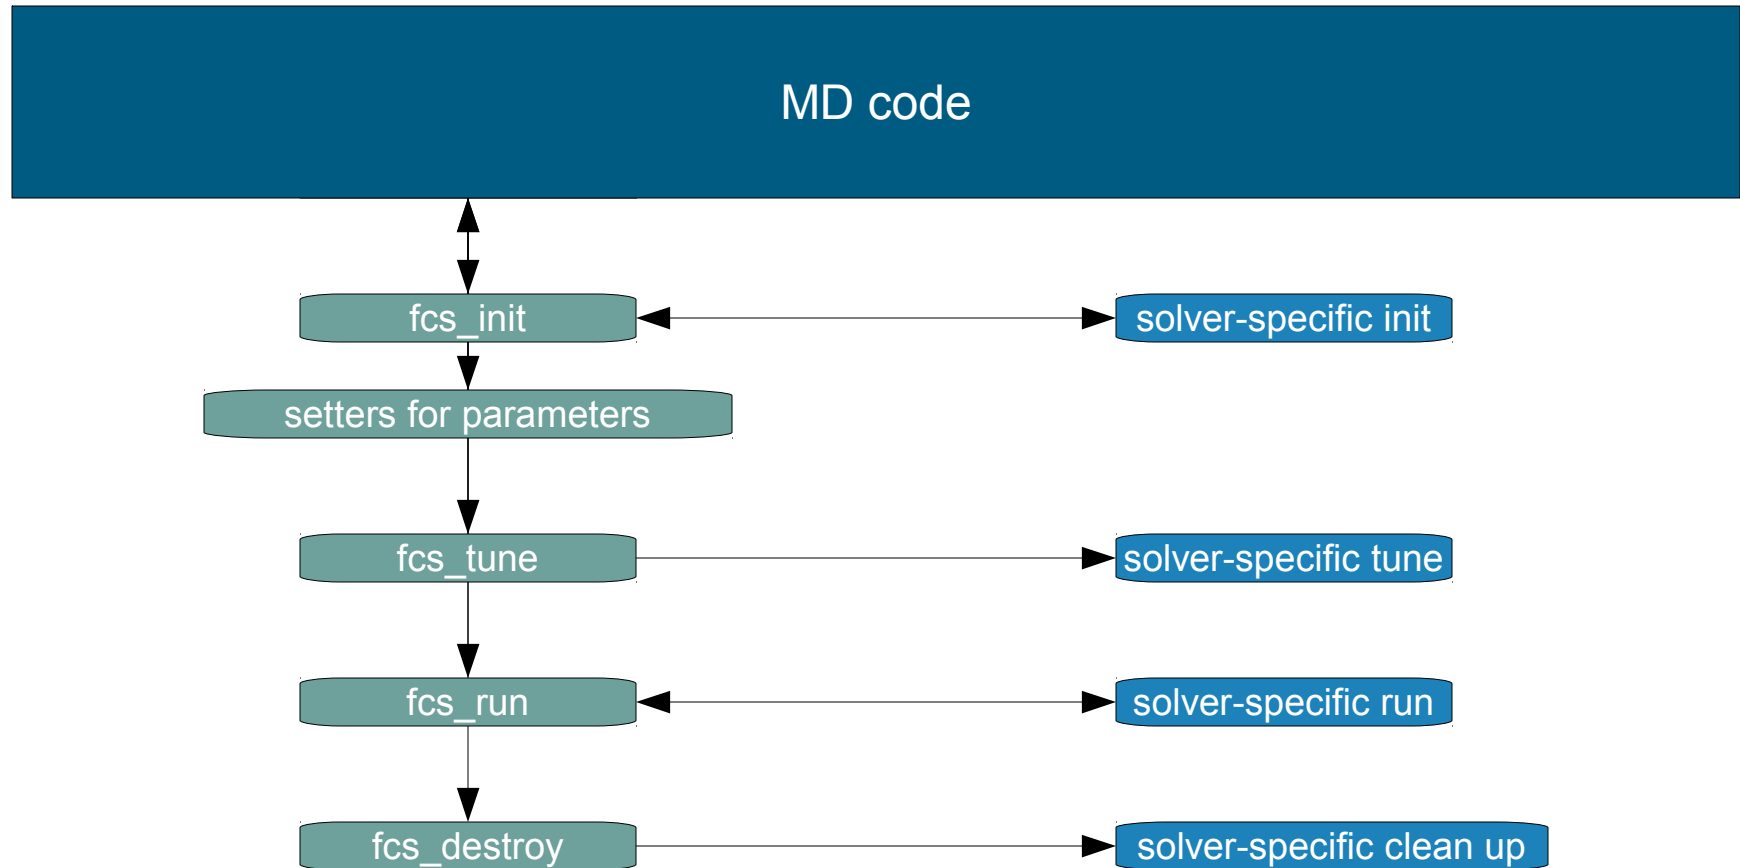 MD code
fcs_init
solver-specific init
setters for parameters
fcs_tune
solver-specific tune
fcs_run
solver-specific run
fcs_destroy
solver-specific clean up